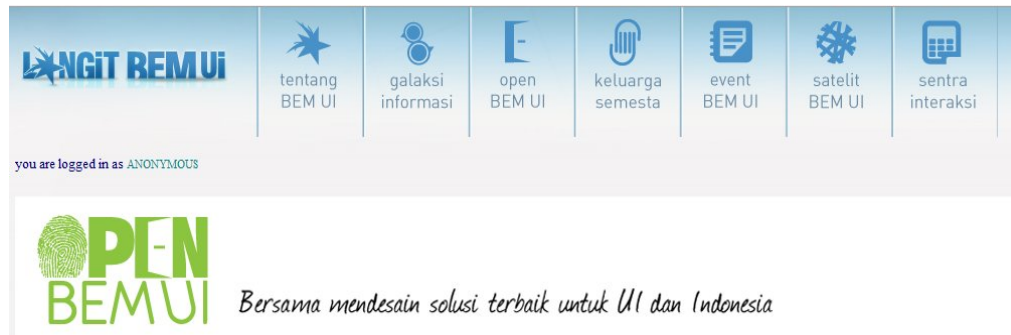 LANGiT BEM Ui
tentang
BEM UI
galaksi
informasi
open
BEM UI
keluarga
semesta
event
BEM UI
satelit
BEM UI
sentra
interaksi
you are logged in as ANONYMOUS
OPEN
BEM UI
Bersama mendesain solusi terbaik untuk UI dan Indonesia